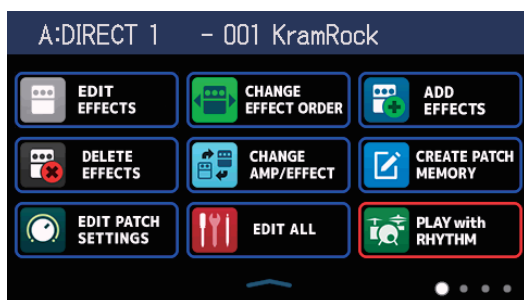 A:DIRECT 1 - 001 KramRock
EDIT
EFFECTS
CHANGE
EFFECT ORDER
ADD
EFFECTS
DELETE
EFFECTS
CHANGE
AMP/EFFECT
CREATE PATCH
MEMORY
EDIT PATCH
SETTINGS
EDIT ALL
PLAY with
RHYTHM